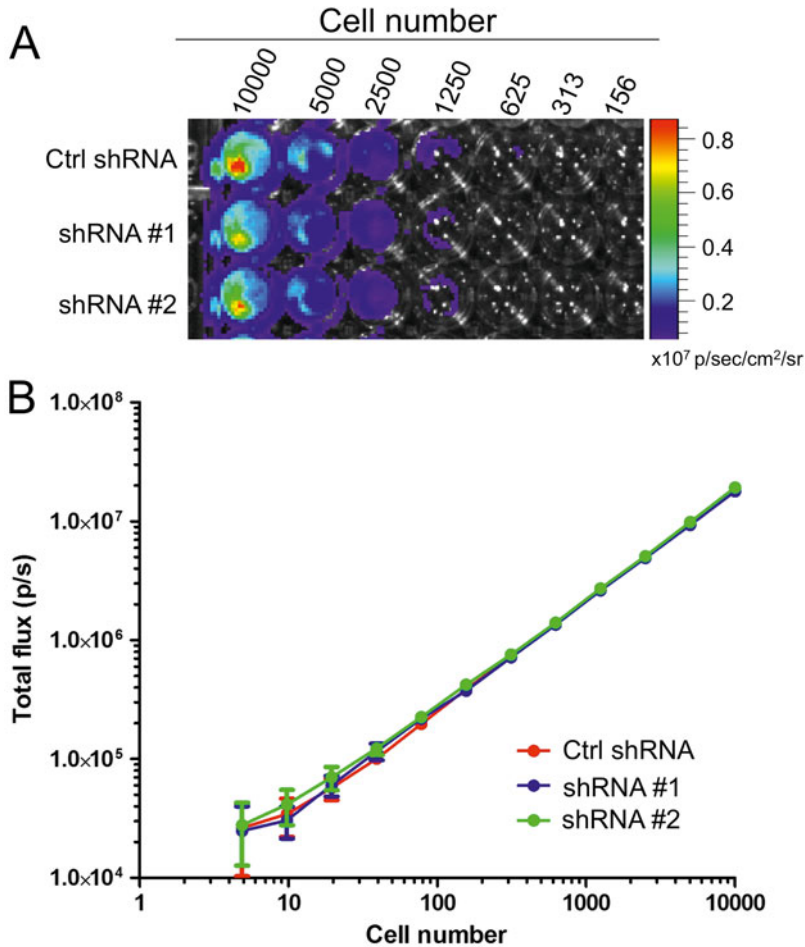 Cell number
A
10000 5000 2500 1250 625 313 156
Ctrl shRNA
shRNA #1
shRNA #2
0.8
0.6
0.4
0.2
x10⁷ p/sec/cm²/sr
B
1.0×10⁸
1.0×10⁷
1.0×10⁶
1.0×10⁵
1.0×10⁴
Total flux (p/s)
Ctrl shRNA
shRNA #1
shRNA #2
1 10 100 1000 10000
Cell number